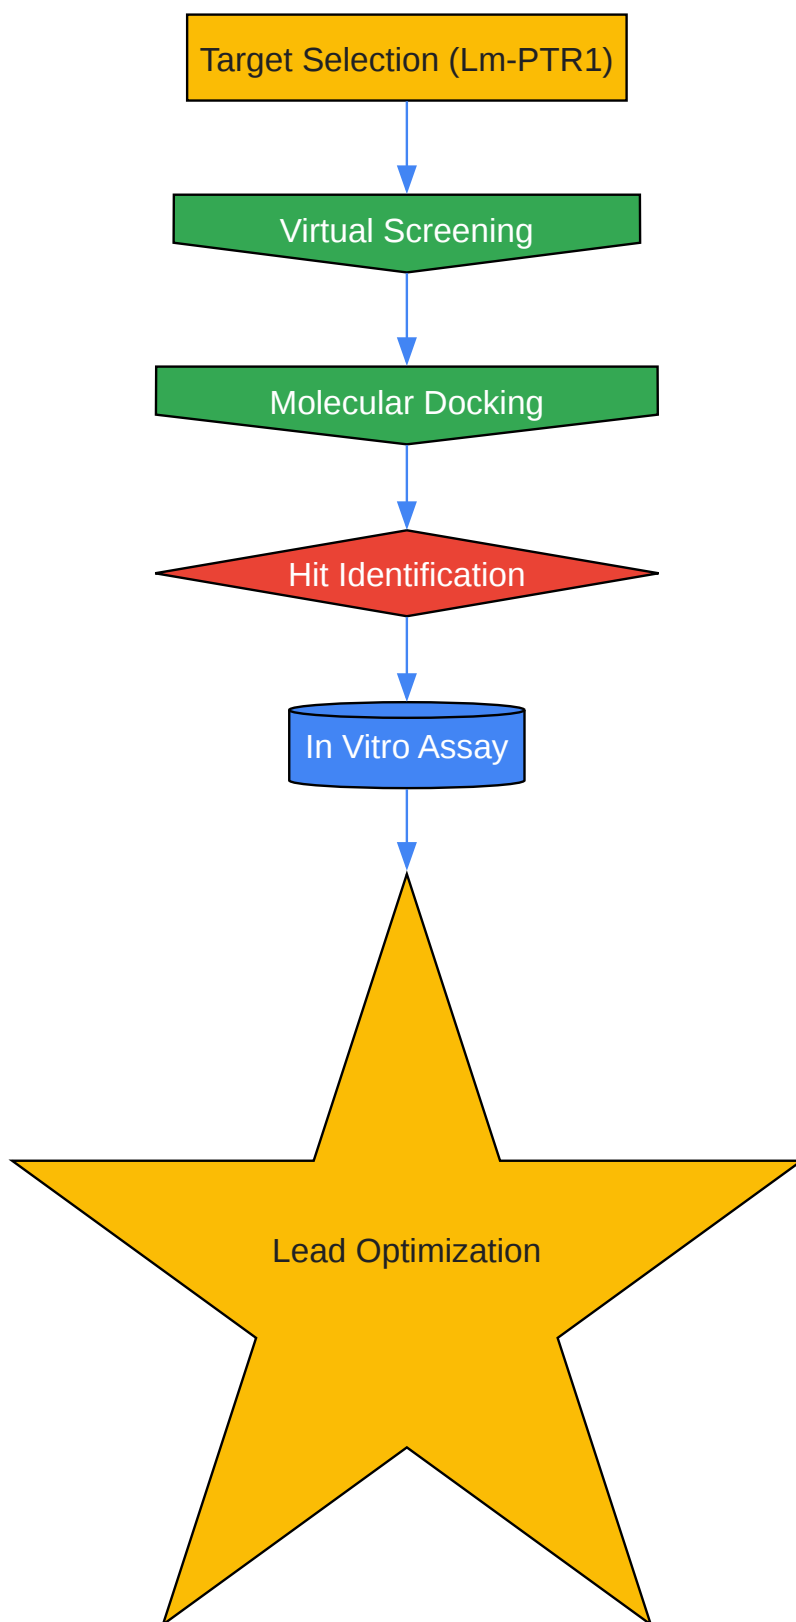 Target Selection (Lm-PTR1)
Virtual Screening
Molecular Docking
Hit Identification
In Vitro Assay
Lead Optimization